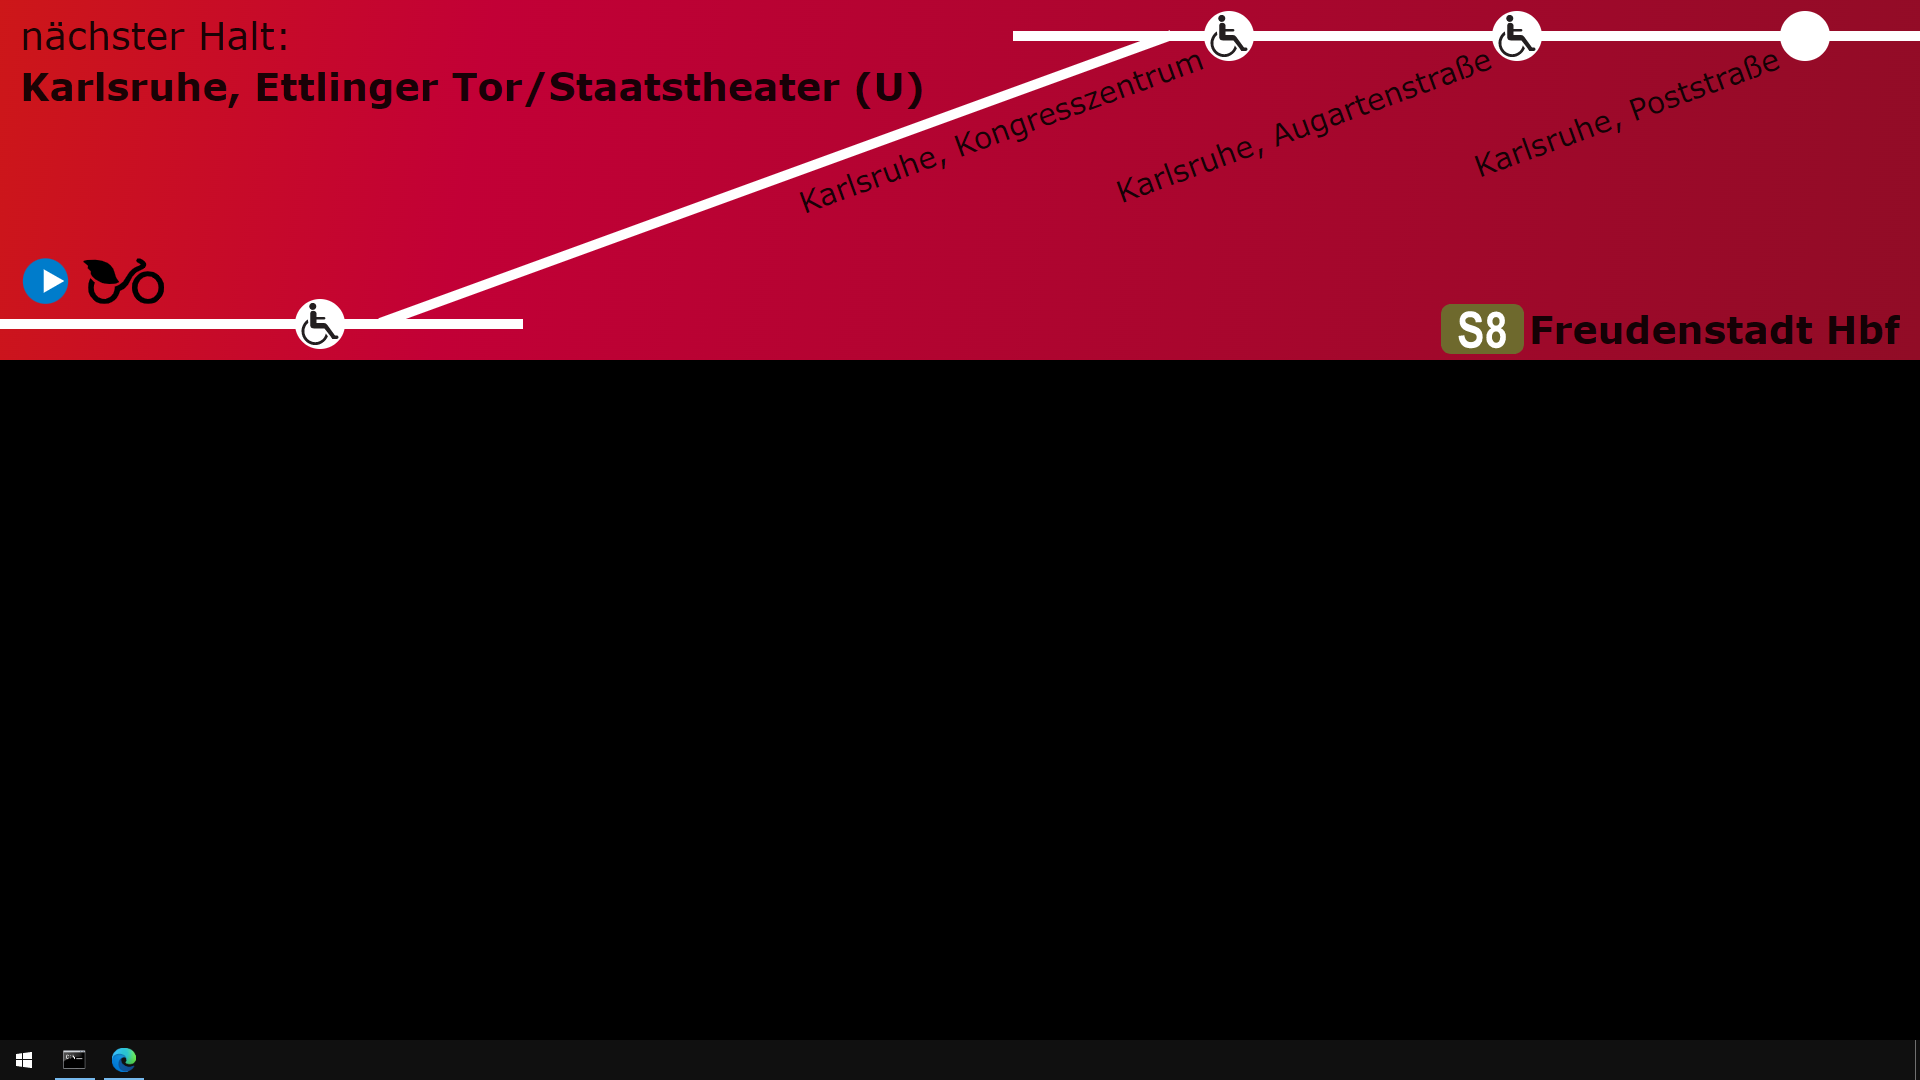 nächster Halt:
Karlsruhe, Ettlinger Tor/Staatstheater (U)
Karlsruhe, Kongresszentrum
Karlsruhe, Augartenstraße
Karlsruhe, Poststraße
S8 Freudenstadt Hbf